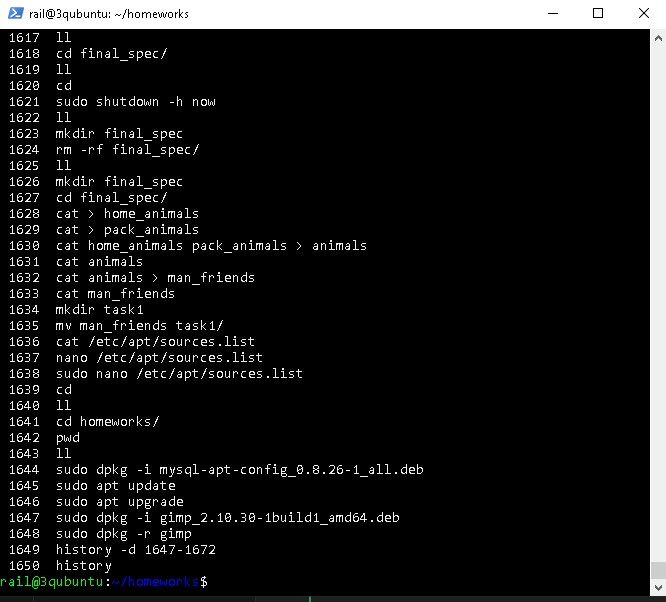 rail@3qubuntu: ~/homeworks
1617 ll
1618 cd final_spec/
1619 ll
1620 cd
1621 sudo shutdown -h now
1622 ll
1623 mkdir final_spec
1624 rm -rf final_spec/
1625 ll
1626 mkdir final_spec
1627 cd final_spec/
1628 cat > home_animals
1629 cat > pack_animals
1630 cat home_animals pack_animals > animals
1631 cat animals
1632 cat animals > man_friends
1633 cat man_friends
1634 mkdir task1
1635 mv man_friends task1/
1636 cat /etc/apt/sources.list
1637 nano /etc/apt/sources.list
1638 sudo nano /etc/apt/sources.list
1639 cd
1640 ll
1641 cd homeworks/
1642 pwd
1643 ll
1644 sudo dpkg -i mysql-apt-config_0.8.26-1_all.deb
1645 sudo apt update
1646 sudo apt upgrade
1647 sudo dpkg -i gimp_2.10.30-1build1_amd64.deb
1648 sudo dpkg -r gimp
1649 history -d 1647-1672
1650 history
rail@3qubuntu:~/homeworks$